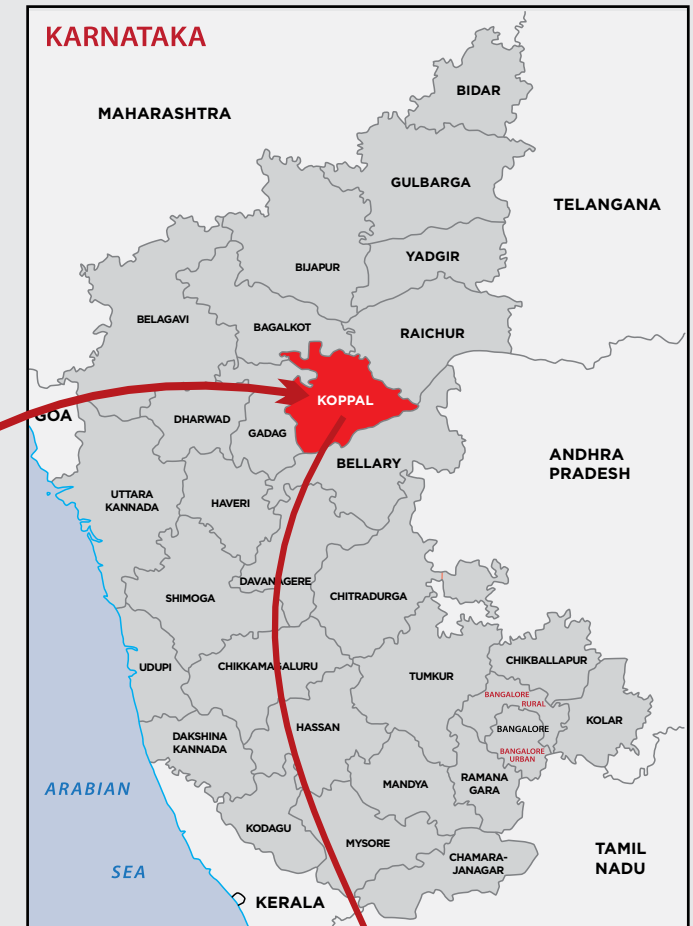 KARNATAKA
BIDAR
MAHARASHTRA
GULBARGA
TELANGANA
YADGIR
BIJAPUR
BELAGAVI
BAGALKOT
RAICHUR
KOPPAL
GOA
DHARWAD
GADAG
BELLARY
ANDHRA
PRADESH
UTTARA
KANNADA
HAVERI
DAVANAGERE
SHIMOGA
CHITRADURGA
UDUPI
CHIKKAMAGALURU
TUMKUR
CHIKBALLAPUR
BANGALORE
RURAL
KOLAR
HASSAN
BANGALORE
DAKSHINA
KANNADA
BANGALORE
URBAN
MANDYA
RAMANA
GARA
ARABIAN
SEA
KODAGU
MYSORE
CHAMARA-
JANAGAR
TAMIL
NADU
KERALA